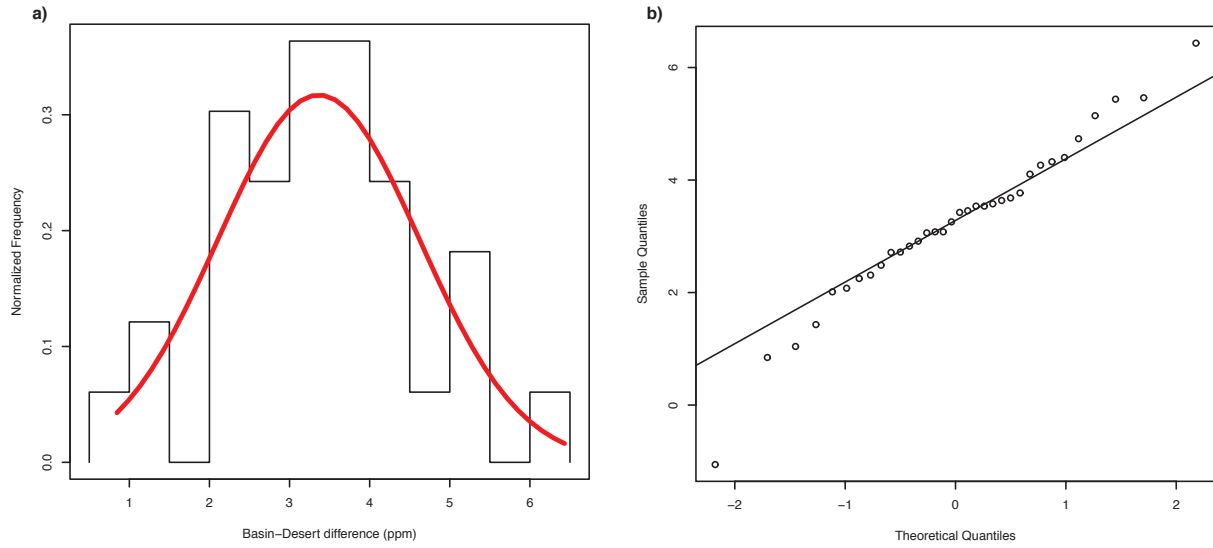 a)
Normalized Frequency
0.3
0.2
0.1
0.0
1 2 3 4 5 6
Basin−Desert difference (ppm)
b)
Sample Quantiles
6
4
2
0
−2 −1 0 1 2
Theoretical Quantiles